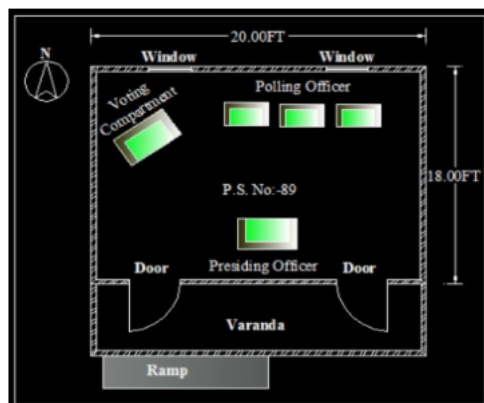 20.00FT
N
Window
Window
Voting
Compartment
Polling Officer
18.00FT
P.S. No:-89
Door
Presiding Officer
Door
Varanda
Ramp